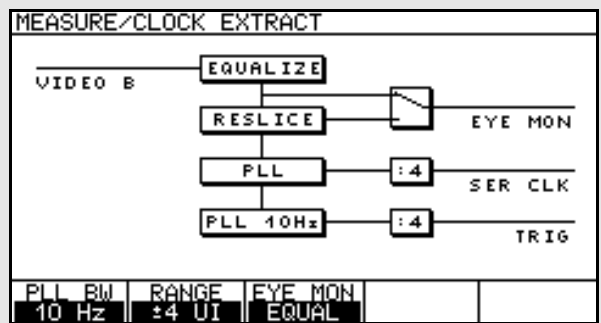 MEASURE/CLOCK EXTRACT
EQUALIZE
VIDEO B
RESLICE
EYE MON
PLL
:4
SER CLK
PLL 10Hz
:4
TRIG
PLL BW RANGE EYE MON
10 Hz ±4 UI EQUAL